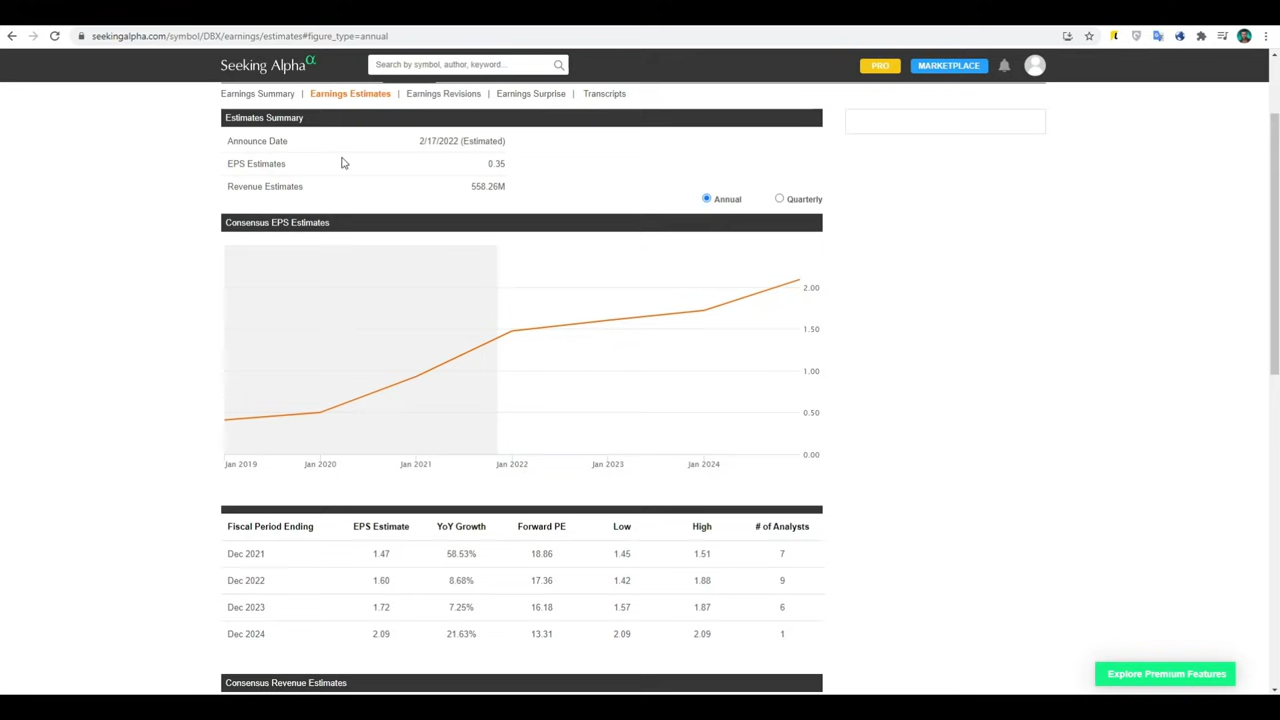 seekingalpha.com/symbol/DBX/earnings/estimates#figure_type=annual
Seeking Alpha α
Search by symbol, author, keyword...
PRO
MARKETPLACE
Earnings Summary | Earnings Estimates | Earnings Revisions | Earnings Surprise | Transcripts
Estimates Summary
Announce Date 2/17/2022 (Estimated)
EPS Estimates 0.35
Revenue Estimates 558.26M
Annual Quarterly
Consensus EPS Estimates
2.00
1.50
1.00
0.50
0.00
Jan 2019 Jan 2020 Jan 2021 Jan 2022 Jan 2023 Jan 2024
Fiscal Period Ending EPS Estimate YoY Growth Forward PE Low High # of Analysts
Dec 2021 1.47 58.53% 18.86 1.45 1.51 7
Dec 2022 1.60 8.68% 17.36 1.42 1.88 9
Dec 2023 1.72 7.25% 16.18 1.57 1.87 6
Dec 2024 2.09 21.63% 13.31 2.09 2.09 1
Explore Premium Features
Consensus Revenue Estimates